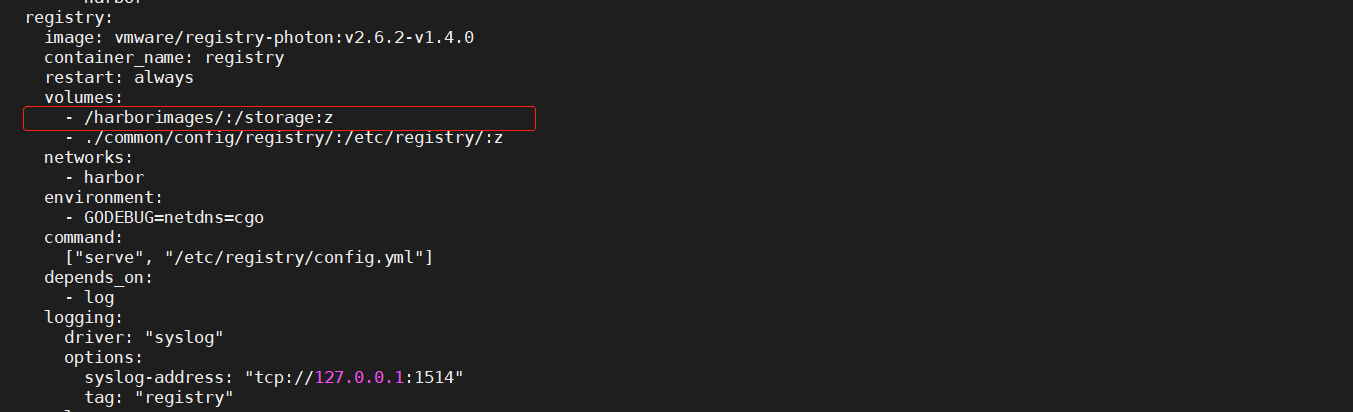 harbor
registry:
image: vmware/registry-photon:v2.6.2-v1.4.0
container_name: registry
restart: always
volumes:
- /harborimages/:/storage:z
- ./common/config/registry/:/etc/registry/:z
networks:
- harbor
environment:
- GODEBUG=netdns=cgo
command:
["serve", "/etc/registry/config.yml"]
depends_on:
- log
logging:
driver: "syslog"
options:
syslog-address: "tcp://127.0.0.1:1514"
tag: "registry"